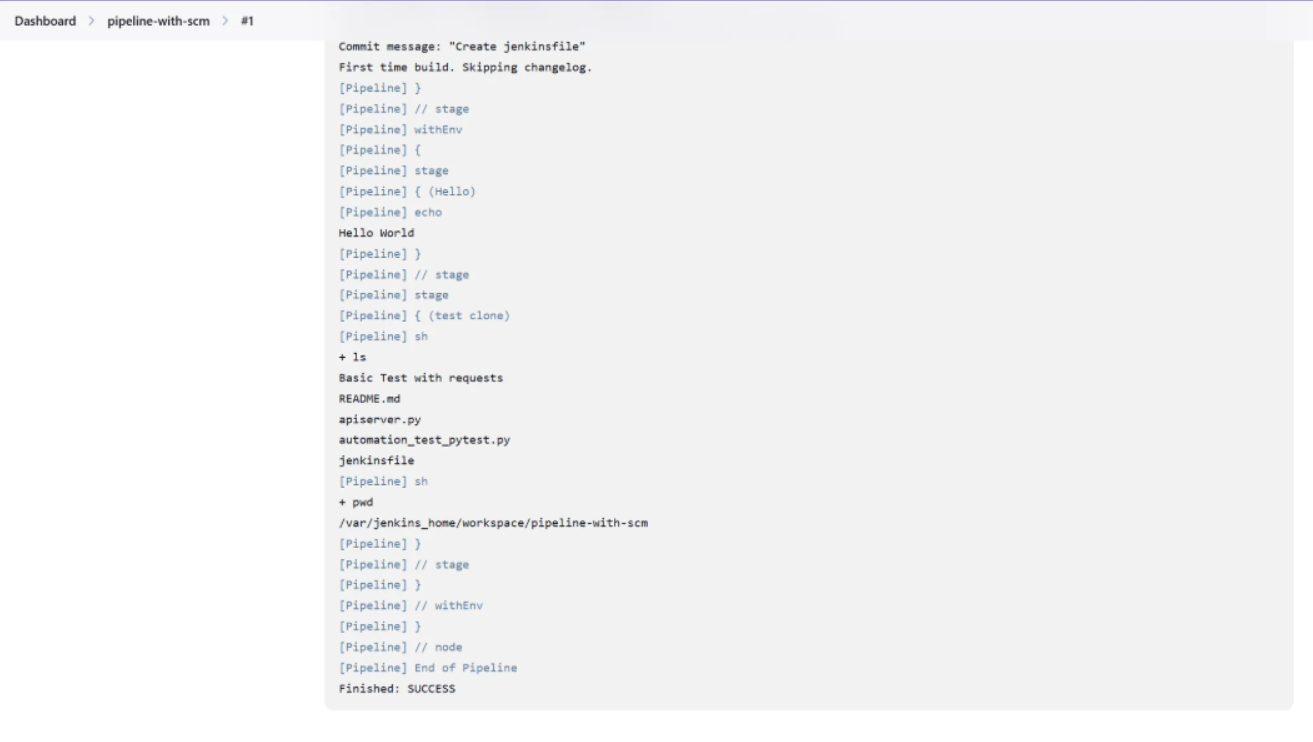 Dashboard > pipeline-with-scm > #1
Commit message: "Create jenkinsfile"
First time build. Skipping changelog.
[Pipeline] }
[Pipeline] // stage
[Pipeline] withEnv
[Pipeline] {
[Pipeline] stage
[Pipeline] { (Hello)
[Pipeline] echo
Hello World
[Pipeline] }
[Pipeline] // stage
[Pipeline] stage
[Pipeline] { (test clone)
[Pipeline] sh
+ ls
Basic Test with requests
README.md
apiserver.py
automation_test_pytest.py
jenkinsfile
[Pipeline] sh
+ pwd
/var/jenkins_home/workspace/pipeline-with-scm
[Pipeline] }
[Pipeline] // stage
[Pipeline] }
[Pipeline] // withEnv
[Pipeline] }
[Pipeline] // node
[Pipeline] End of Pipeline
Finished: SUCCESS